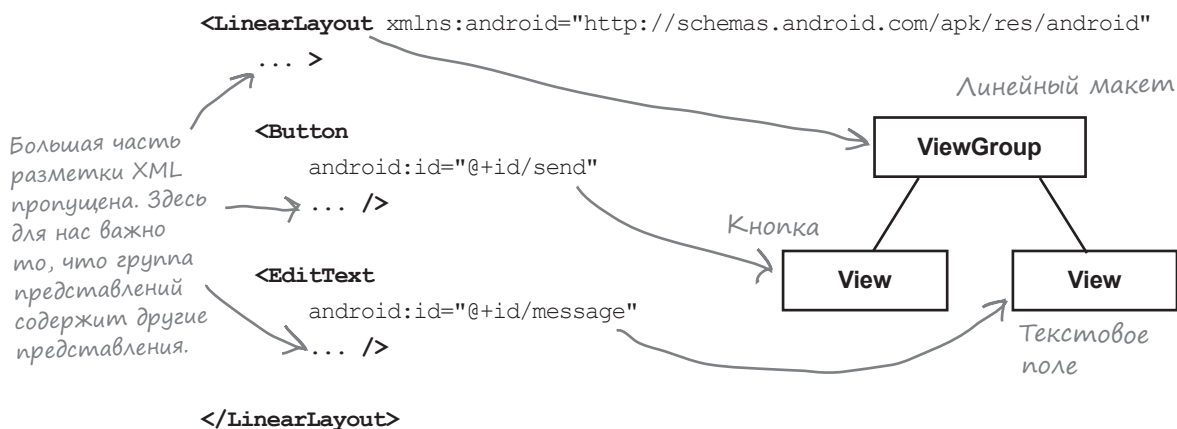 <LinearLayout xmlns:android="http://schemas.android.com/apk/res/android"
... >
<Button
android:id="@+id/send"
... />
<EditText
android:id="@+id/message"
... />
</LinearLayout>
Большая часть
разметки XML
пропущена. Здесь
для нас важно
то, что группа
представлений
содержит другие
представления.
Линейный макет
ViewGroup
Кнопка
View
View
Текстовое
поле